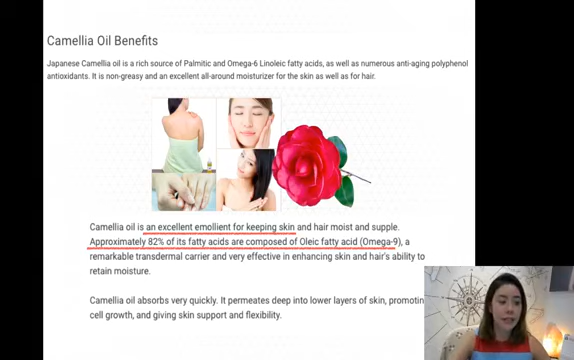 Camellia Oil Benefits
Japanese Camellia oil is a rich source of Palmitic and Omega-6 Linoleic fatty acids, as well as numerous anti-aging polyphenol
antioxidants. It is non-greasy and an excellent all-around moisturizer for the skin as well as for hair.
Camellia oil is an excellent emollient for keeping skin and hair moist and supple.
Approximately 82% of its fatty acids are composed of Oleic fatty acid (Omega-9), a
remarkable transdermal carrier and very effective in enhancing skin and hair's ability to
retain moisture.
Camellia oil absorbs very quickly. It permeates deep into lower layers of skin, promotin
cell growth, and giving skin support and flexibility.